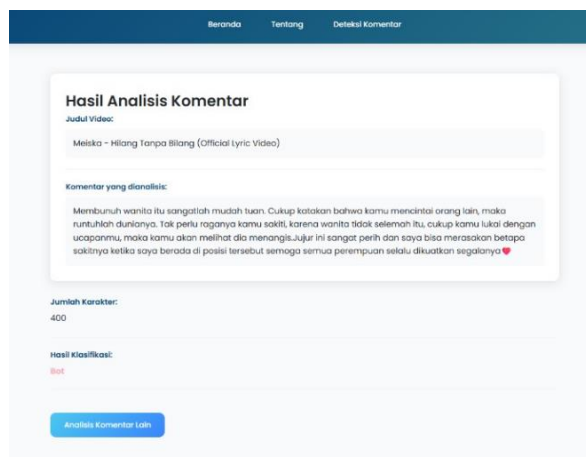 Beranda Tentang Deteksi Komentar
Hasil Analisis Komentar
Judul Video:
Meiska - Hilang Tanpa Bilang (Official Lyric Video)
Komentar yang dianalisis:
Membunuh wanita itu sangatlah mudah tuan. Cukup katakan bahwa kamu mencintai orang lain, maka
runtuhlah dunianya. Tak perlu raganya kamu sakiti, karena wanita tidak selemah itu, cukup kamu lukai dengan
ucapanmu, maka kamu akan melihat dia menangis.Jujur ini sangat perih dan saya bisa merasakan betapa
sakitnya ketika saya berada di posisi tersebut semoga semua perempuan selalu dikuatkan segalanya❤️
Jumlah Karakter:
400
Hasil Klasifikasi:
Bot
Analisis Komentar Lain